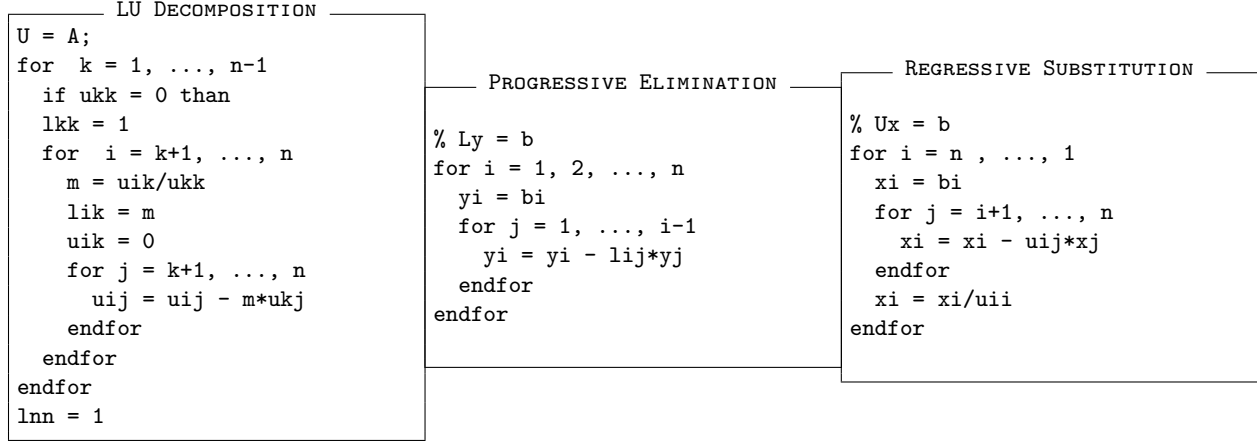 LU DECOMPOSITION
U = A;
for k = 1, ..., n-1
if ukk = 0 than
lkk = 1
for i = k+1, ..., n
m = uik/ukk
lik = m
uik = 0
for j = k+1, ..., n
uij = uij - m*ukj
endfor
endfor
endfor
lnn = 1
PROGRESSIVE ELIMINATION
% Ly = b
for i = 1, 2, ..., n
yi = bi
for j = 1, ..., i-1
yi = yi - lij*yj
endfor
endfor
REGRESSIVE SUBSTITUTION
% Ux = b
for i = n , ..., 1
xi = bi
for j = i+1, ..., n
xi = xi - uij*xj
endfor
xi = xi/uii
endfor